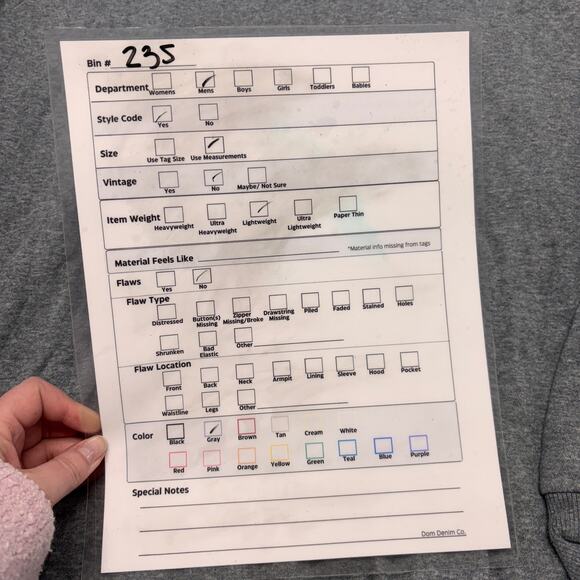 Bin # 235
Department Womens Mens Boys Girls Toddlers Babies
Style Code Yes No
Size Use Tag Size Use Measurements
Vintage Yes No Maybe/ Not Sure
Item Weight Heavyweight Ultra Heavyweight Lightweight Ultra Lightweight Paper Thin
Material Feels Like *Material info missing from tags
Flaws Yes No
Flaw Type
Distressed Button(s) Missing Zipper Missing/Broke Drawstring Missing Piled Faded Stained Holes
Shrunken Bad Elastic Other
Flaw Location
Front Back Neck Armpit Lining Sleeve Hood Pocket
Waistline Legs Other
Color Black Gray Brown Tan Cream White
Red Pink Orange Yellow Green Teal Blue Purple
Special Notes
Dom Denim Co.